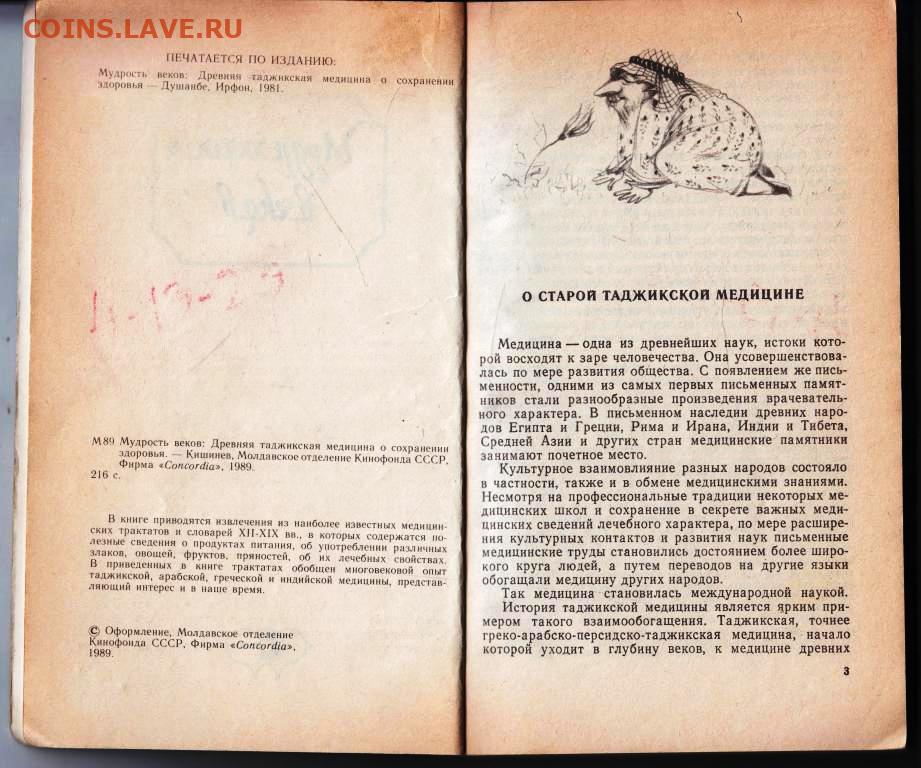 COINS.LAVE.RU
ПЕЧАТАЕТСЯ ПО ИЗДАНИЮ:
Мудрость веков: Древняя таджикская медицина о сохранении
здоровья — Душанбе, Ирфон, 1981.
М89 Мудрость веков: Древняя таджикская медицина о сохранении
здоровья. — Кишинев, Молдавское отделение Кинофонда СССР,
Фирма «Concordia», 1989.
216 с.
В книге приводятся извлечения из наиболее известных медицин-
ских трактатов и словарей XII-XIX вв., в которых содержатся по-
лезные сведения о продуктах питания, об употреблении различных
злаков, овощей, фруктов, пряностей, об их лечебных свойствах.
В приведенных в книге трактатах обобщен многовековой опыт
таджикской, арабской, греческой и индийской медицины, представ-
ляющий интерес и в наше время.
© Оформление, Молдавское отделение
Кинофонда СССР, Фирма «Concordia»,
1989.
О СТАРОЙ ТАДЖИКСКОЙ МЕДИЦИНЕ
Медицина — одна из древнейших наук, истоки кото-
рой восходят к заре человечества. Она усовершенствова-
лась по мере развития общества. С появлением же пись-
менности, одними из самых первых письменных памят-
ников стали разнообразные произведения врачеватель-
ного характера. В письменном наследии древних наро-
дов Египта и Греции, Рима и Ирана, Индии и Тибета,
Средней Азии и других стран медицинские памятники
занимают почетное место.
Культурное взаимовлияние разных народов состояло
в частности, также и в обмене медицинскими знаниями.
Несмотря на профессиональные традиции некоторых ме-
дицинских школ и сохранение в секрете важных меди-
цинских сведений лечебного характера, по мере расшире-
ния культурных контактов и развития наук письменные
медицинские труды становились достоянием более широ-
кого круга людей, а путем переводов на другие языки
обогащали медицину других народов.
Так медицина становилась международной наукой.
История таджикской медицины является ярким при-
мером такого взаимообогащения. Таджикская, точнее
греко-арабско-персидско-таджикская медицина, начало
которой уходит в глубину веков, к медицине древних
3